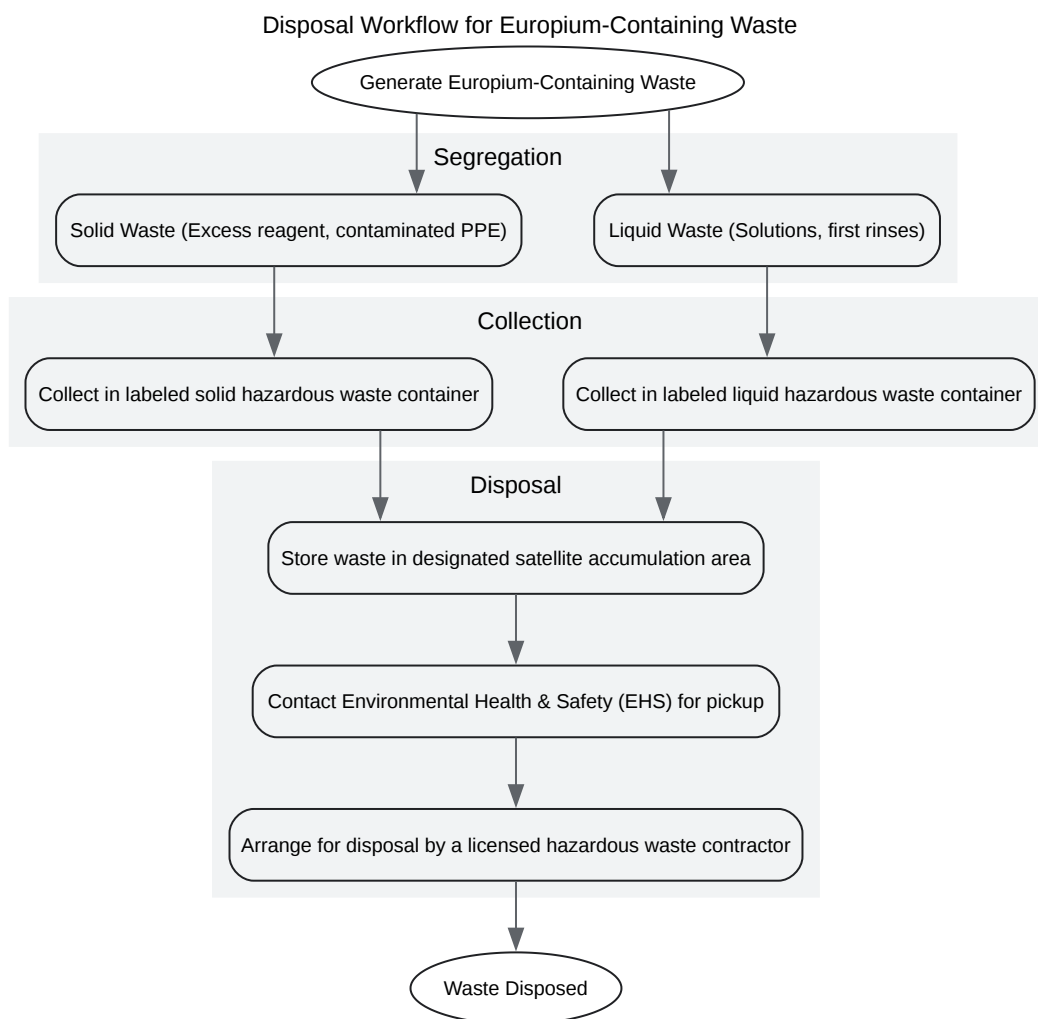 Disposal Workflow for Europium-Containing Waste
Generate Europium-Containing Waste
Segregation
Solid Waste (Excess reagent, contaminated PPE)
Liquid Waste (Solutions, first rinses)
Collection
Collect in labeled solid hazardous waste container
Collect in labeled liquid hazardous waste container
Disposal
Store waste in designated satellite accumulation area
Contact Environmental Health & Safety (EHS) for pickup
Arrange for disposal by a licensed hazardous waste contractor
Waste Disposed